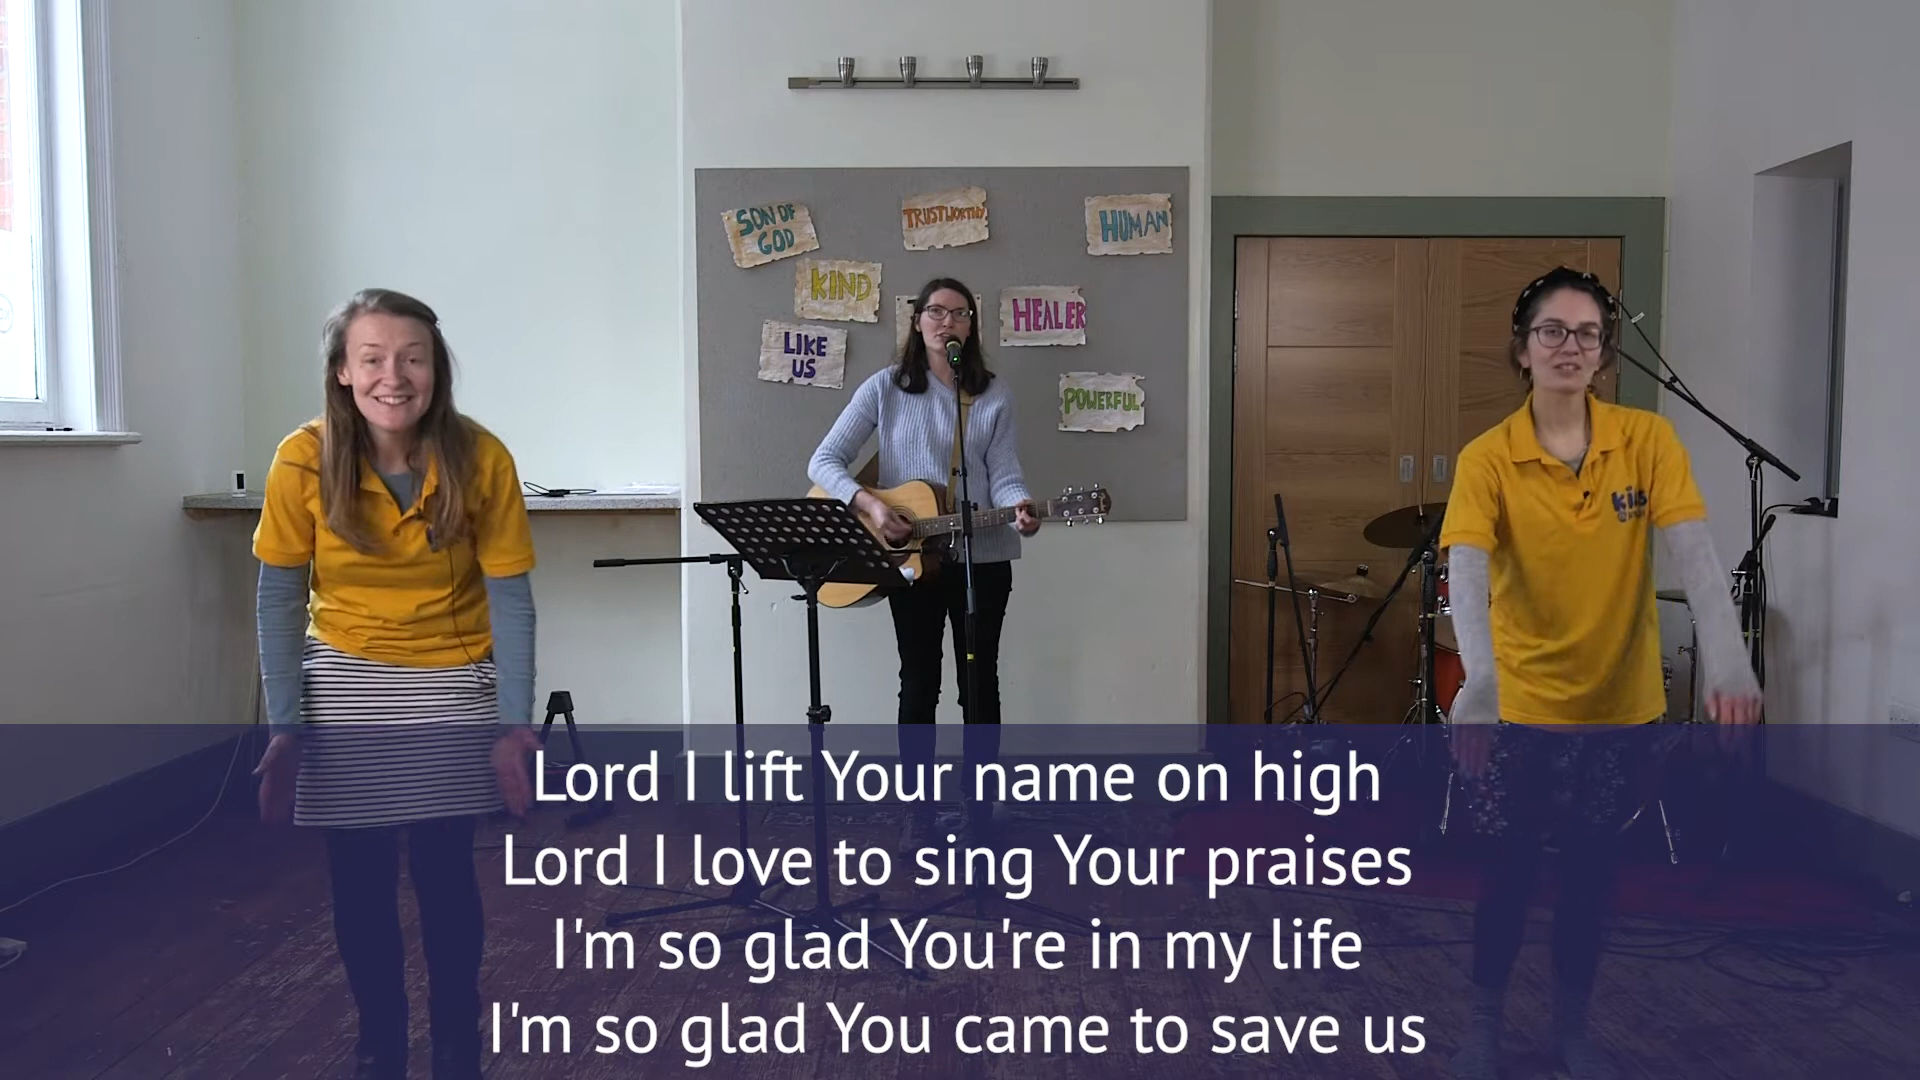 SON OF
GOD
TRUSTWORTHY
HUMAN
KIND
HEALER
LIKE
US
POWERFUL
kids
Lord I lift Your name on high
Lord I love to sing Your praises
I'm so glad You're in my life
I'm so glad You came to save us